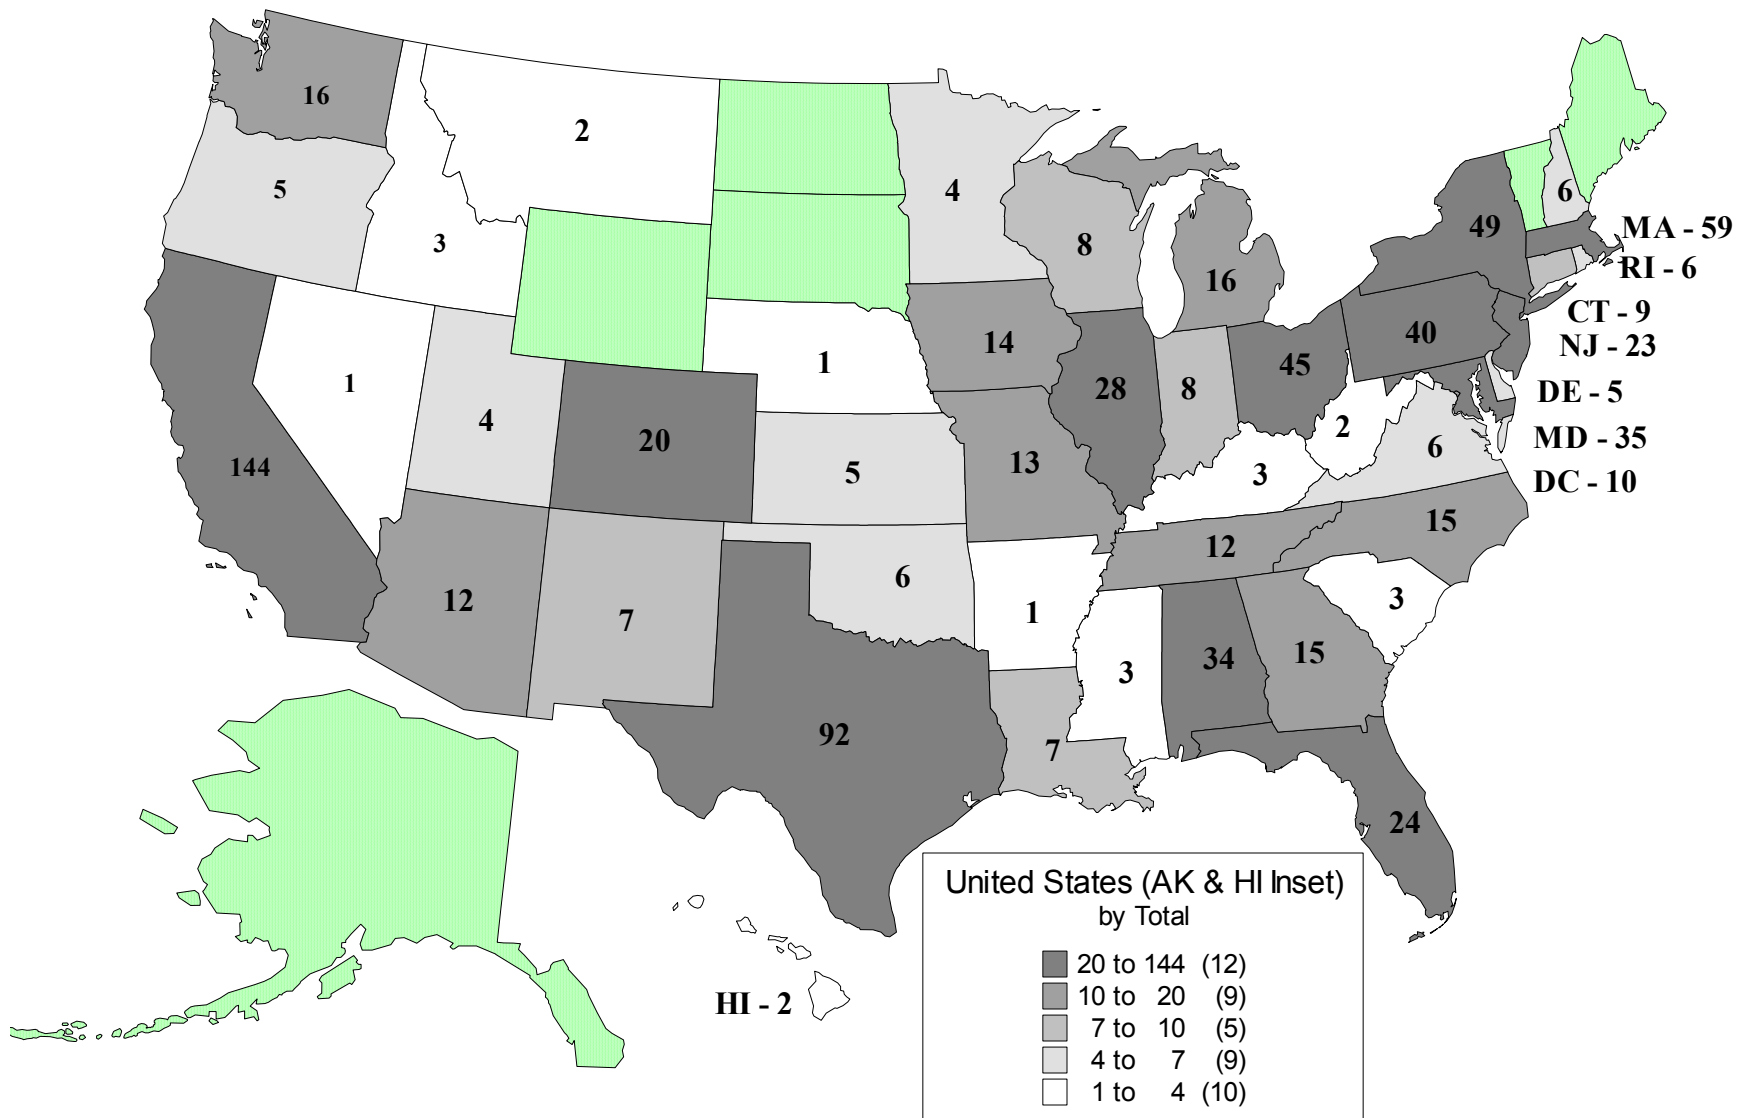 16
2
5
3
4
8
16
49
6
MA - 59
RI - 6
CT - 9
NJ - 23
DE - 5
MD - 35
DC - 10
144
1
4
20
1
14
28
8
45
40
5
13
3
2
6
12
7
6
1
12
15
3
92
7
3
34
15
24
HI - 2
United States (AK & HI Inset)
by Total
20 to 144 (12)
10 to 20 (9)
7 to 10 (5)
4 to 7 (9)
1 to 4 (10)